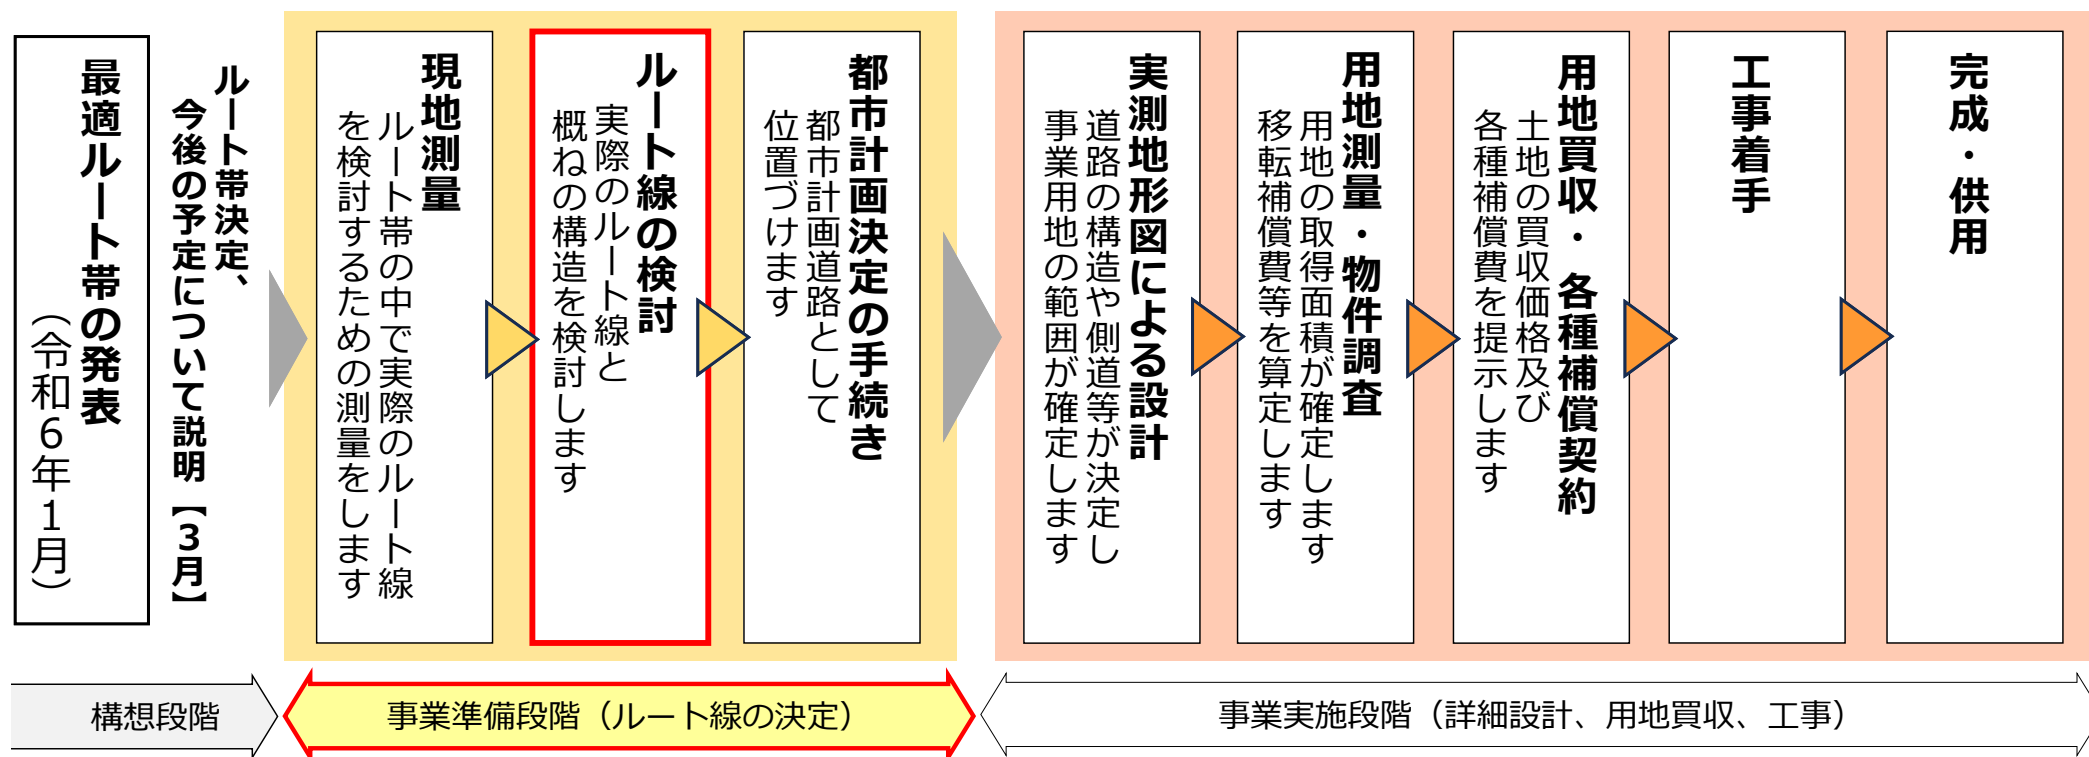 最適ルート帯の発表
（令和６年１月）
ルート帯決定、
今後の予定について説明【3月】
現地測量
ルート帯の中で実際のルート線
を検討するための測量をします
ルート線の検討
実際のルート線と
概ねの構造を検討します
都市計画決定の手続き
都市計画道路として
位置づけます
実測地形図による設計
道路の構造や側道等が決定し
事業用地の範囲が確定します
用地測量・物件調査
用地の取得面積が確定します
移転補償費等を算定します
用地買収・各種補償契約
土地の買収価格及び
各種補償費を提示します
工事着手
完成・供用
構想段階
事業準備段階（ルート線の決定）
事業実施段階（詳細設計、用地買収、工事）